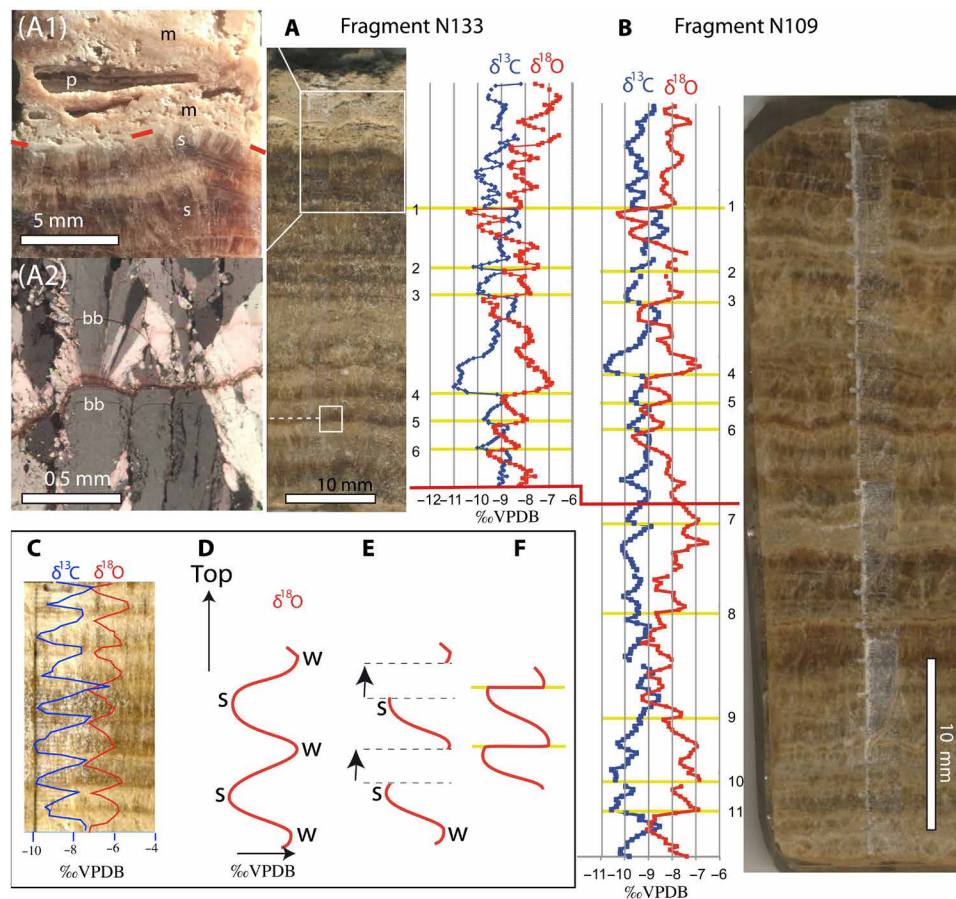 (A1)
m
p
m
s
s
5 mm
(A2)
bb
bb
0.5 mm
A Fragment N133
δ13C δ18O
1
2
3
4
5
6
10 mm
−12 −11 −10 −9 −8 −7 −6
‰VPDB
B Fragment N109
δ13C δ18O
1
2
3
4
5
6
7
8
9
10
11
−10 −9 −8 −7 −6
‰VPDB
10 mm
C
δ13C δ18O
−10 −8 −6 −4
‰VPDB
D
Top
δ18O
W
S
W
S
W
‰VPDB
E
S
S
F